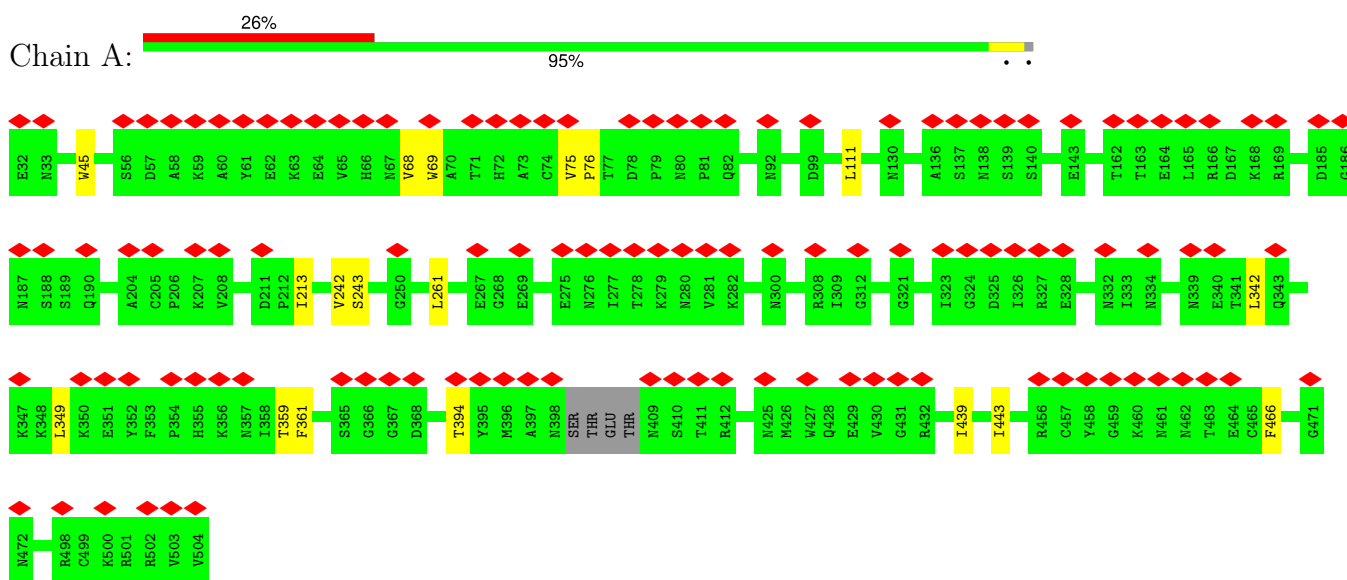 26%
Chain A:
95%
• •
E32 N33 W45 S56 D57 A58 K59 A60 Y61 E62 K63 E64 V65 H66 N67 V68 W69 A70 T71 H72 A73 C74 V75 P76 T77 D78 P79 N80 P81 Q82 N92 D99 L111 N130 A136 S137 N138 S139 S140 E143 T162 T163 E164 L165 R166 D167 K168 R169 D185 G186
N187 S188 S189 Q190 A204 C205 P206 K207 V208 D211 P212 I213 V242 S243 G250 L261 E267 G268 E269 E275 N276 I277 T278 K279 N280 V281 K282 N300 R308 I309 G312 G321 I323 G324 D325 I326 R327 E328 N332 I333 N334 N339 E340 T341 L342 Q343
K347 K348 L349 K350 E351 Y352 F353 P354 H355 K356 N357 I358 T359 F361 S365 G366 G367 D368 T394 Y395 M396 A397 N398 SER THR GLU THR N409 S410 T411 R412 N425 M426 W427 Q428 E429 V430 G431 R432 I439 I443 R456 C457 Y458 G459 K460 N461 N462 T463 E464 C465 F466 G471
N472 R498 C499 K500 R501 R502 V503 V504